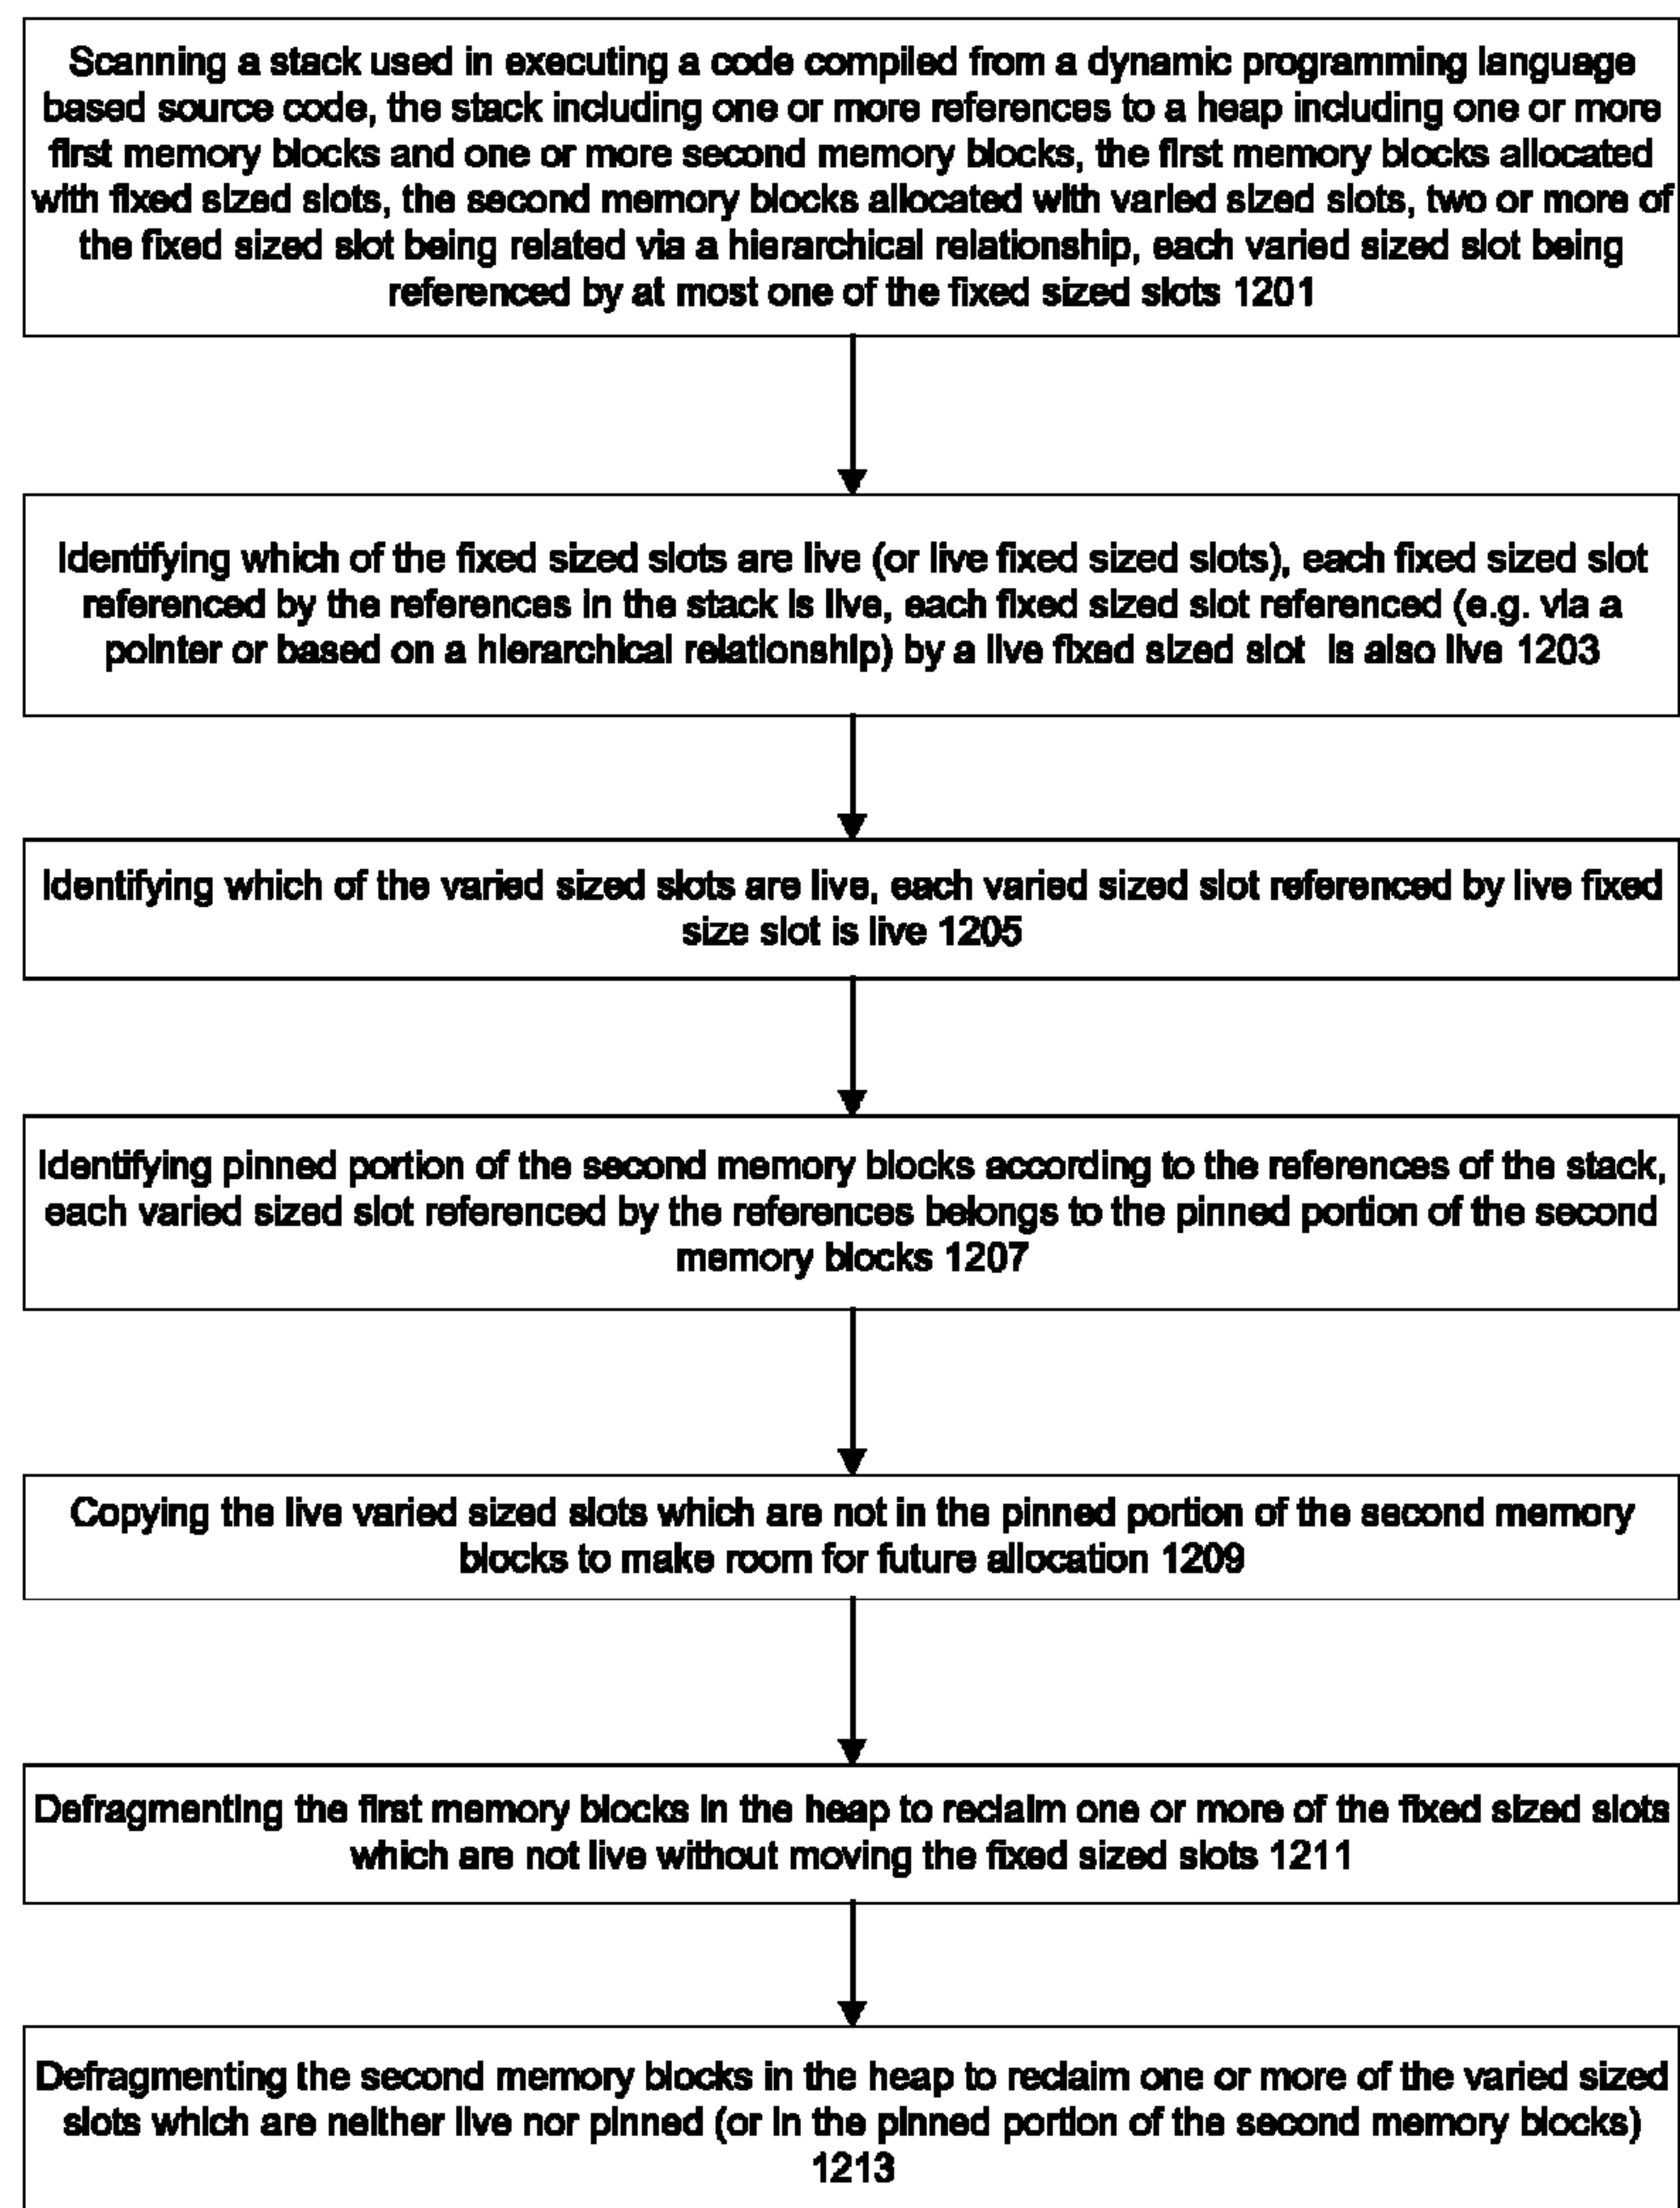 Scanning a stack used in executing a code compiled from a dynamic programming language
based source code, the stack including one or more references to a heap including one or more
first memory blocks and one or more second memory blocks, the first memory blocks allocated
with fixed sized slots, the second memory blocks allocated with varied sized slots, two or more of
the fixed sized slot being related via a hierarchical relationship, each varied sized slot being
referenced by at most one of the fixed sized slots 1201
Identifying which of the fixed sized slots are live (or live fixed sized slots), each fixed sized slot
referenced by the references in the stack is live, each fixed sized slot referenced (e.g. via a
pointer or based on a hierarchical relationship) by a live fixed sized slot is also live 1203
Identifying which of the varied sized slots are live, each varied sized slot referenced by live fixed
size slot is live 1205
Identifying pinned portion of the second memory blocks according to the references of the stack,
each varied sized slot referenced by the references belongs to the pinned portion of the second
memory blocks 1207
Copying the live varied sized slots which are not in the pinned portion of the second memory
blocks to make room for future allocation 1209
Defragmenting the first memory blocks in the heap to reclaim one or more of the fixed sized slots
which are not live without moving the fixed sized slots 1211
Defragmenting the second memory blocks in the heap to reclaim one or more of the varied sized
slots which are neither live nor pinned (or in the pinned portion of the second memory blocks)
1213